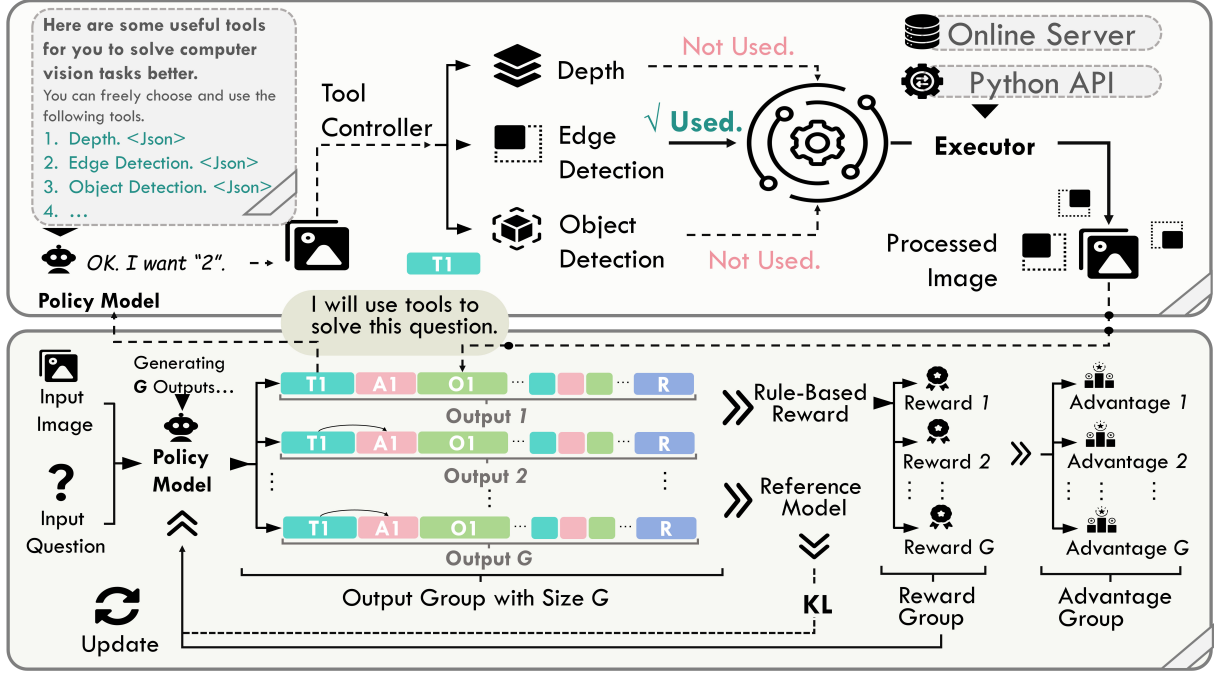 Here are some useful tools
for you to solve computer
vision tasks better.
You can freely choose and use the
following tools.
1. Depth. <Json>
2. Edge Detection. <Json>
3. Object Detection. <Json>
4. ...
OK. I want "2".
Policy Model
Tool
Controller
Depth
Edge
Detection
Object
Detection
T1
Not Used.
√ Used.
Not Used.
Online Server
Python API
Executor
Processed
Image
I will use tools to
solve this question.
Input
Image
?
Input
Question
Generating
G Outputs...
Policy
Model
Update
T1 A1 O1 ... ... R
Output 1
T1 A1 O1 ... ... R
Output 2
T1 A1 O1 ... ... R
Output G
Output Group with Size G
Rule-Based
Reward
Reference
Model
KL
Reward 1
Reward 2
Reward G
Reward
Group
Advantage 1
Advantage 2
Advantage G
Advantage
Group